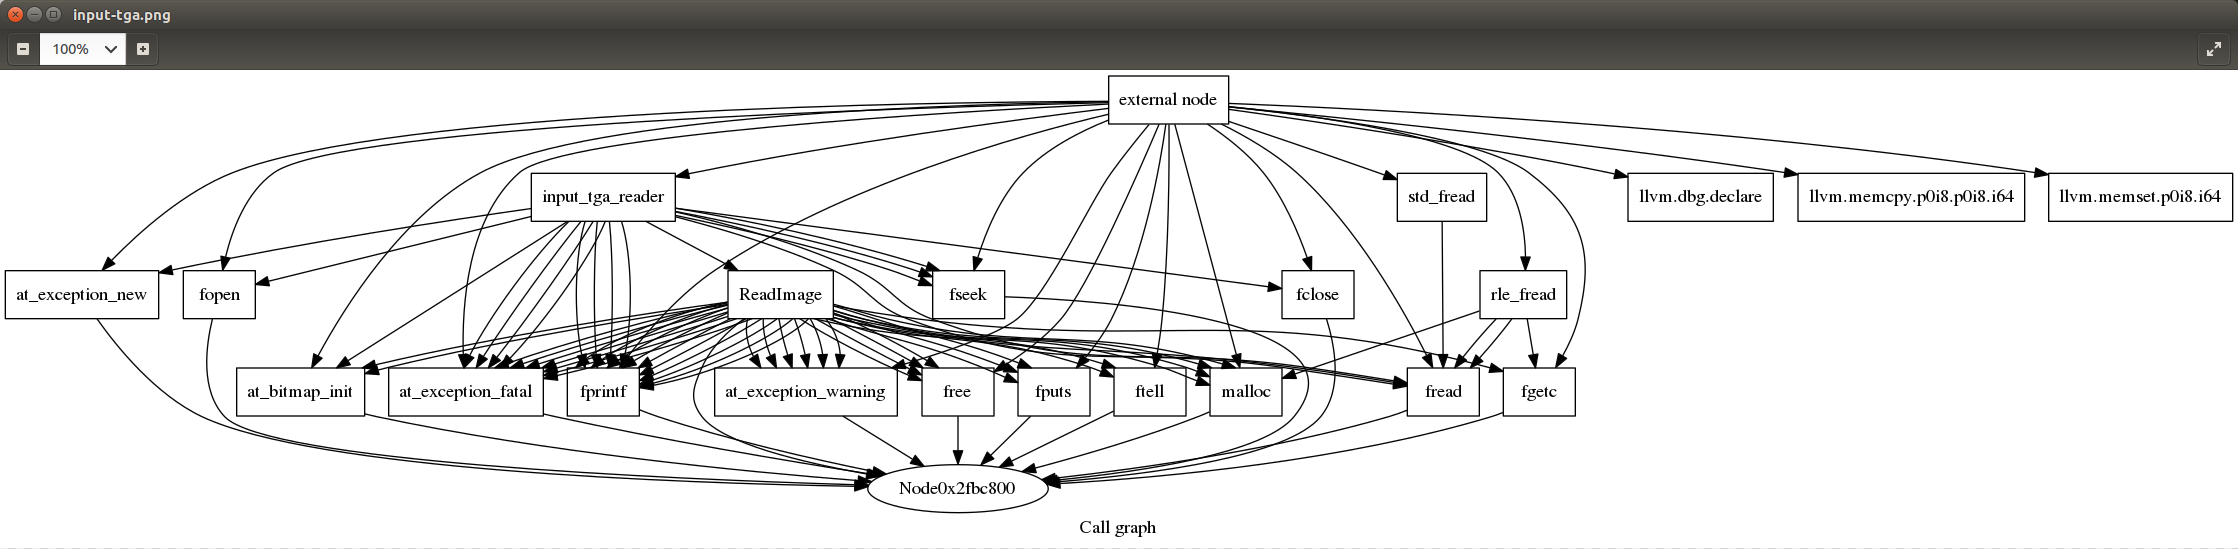 input-tga.png
100%
external node
input_tga_reader
std_fread
llvm.dbg.declare
llvm.memcpy.p0i8.p0i8.i64
llvm.memset.p0i8.i64
at_exception_new
fopen
ReadImage
fseek
fclose
rle_fread
at_bitmap_init
at_exception_fatal
fprintf
at_exception_warning
free
fputs
ftell
malloc
fread
fgetc
Node0x2fbc800
Call graph